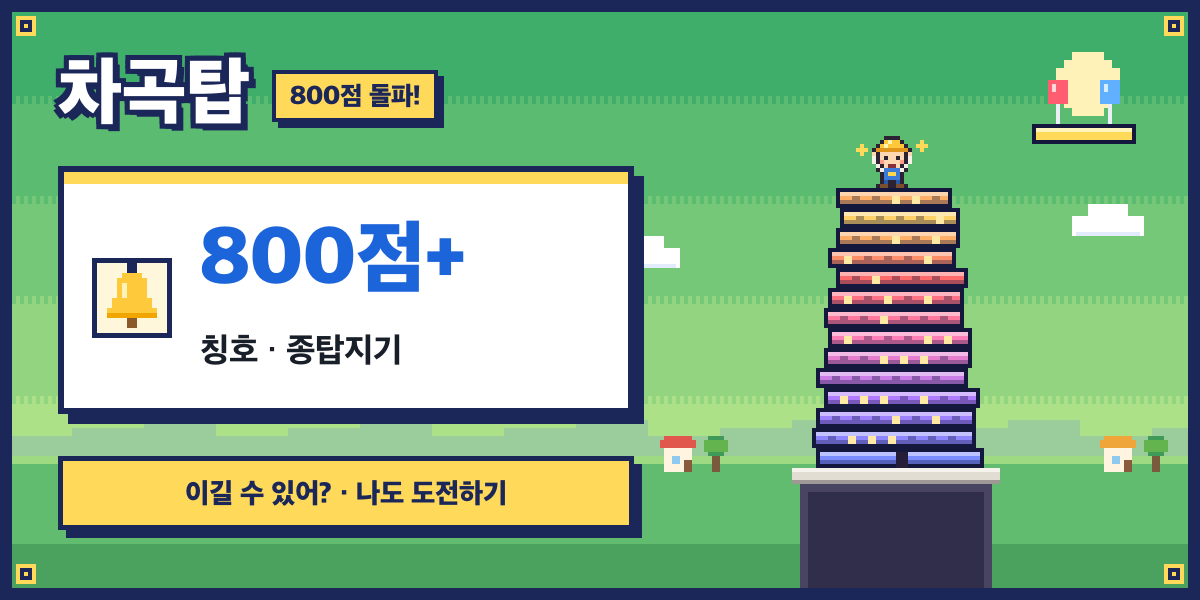 차곡탑
800점 돌파!
800점+
칭호 · 종탑지기
이길 수 있어? · 나도 도전하기